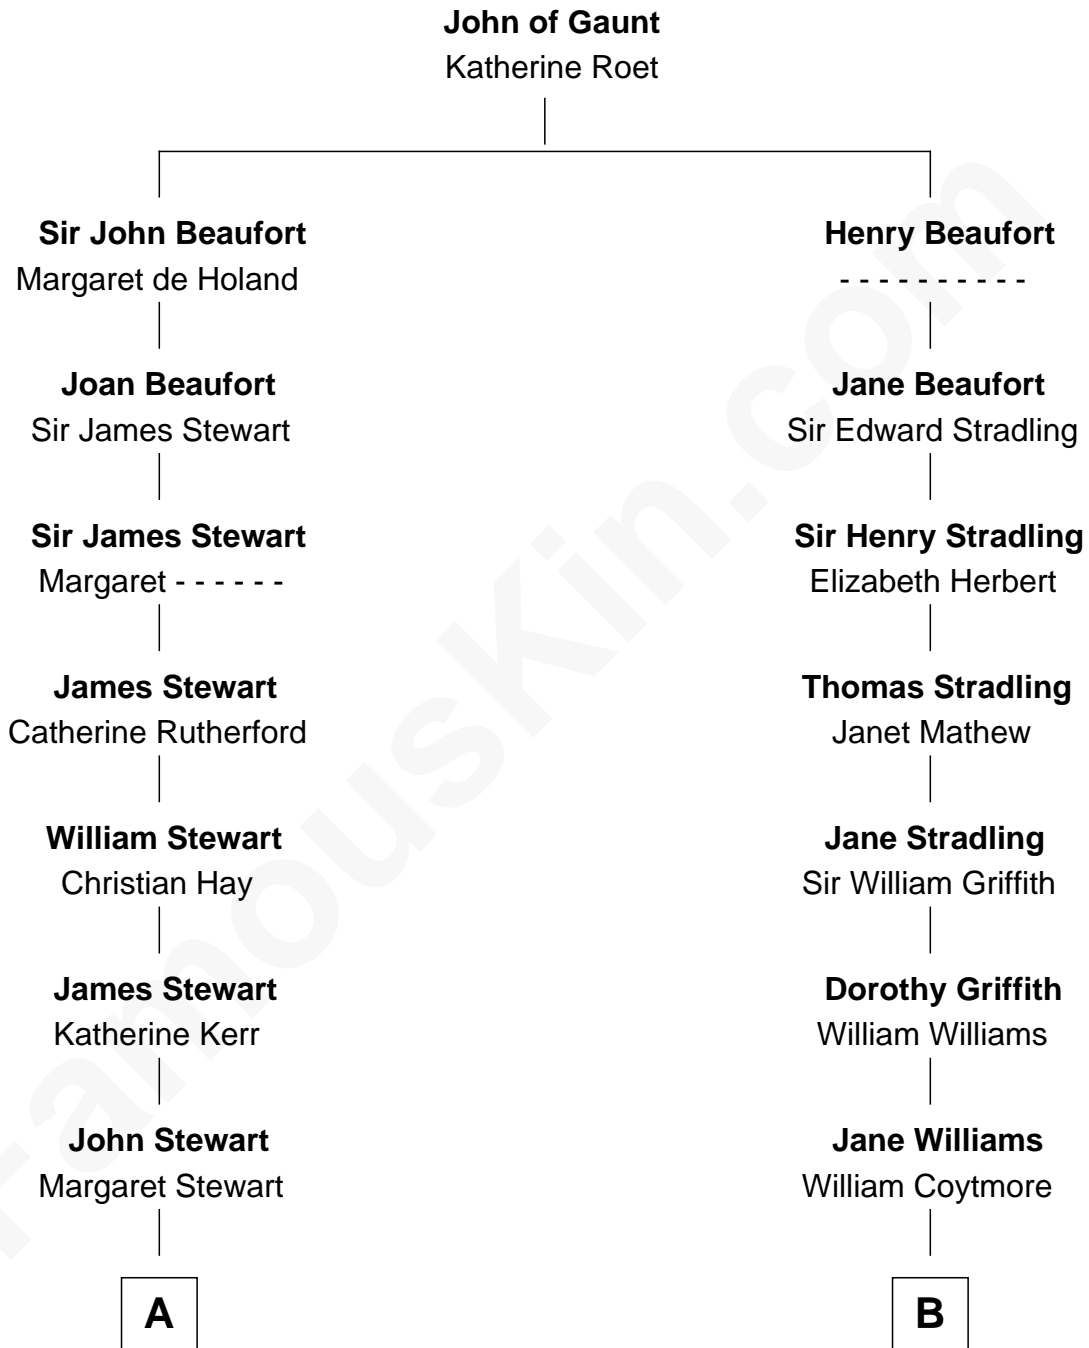 John of Gaunt
Katherine Roet
Sir John Beaufort
Margaret de Holand
Henry Beaufort
- - - - - - - - - -
Joan Beaufort
Sir James Stewart
Jane Beaufort
Sir Edward Stradling
Sir James Stewart
Margaret - - - - - -
Sir Henry Stradling
Elizabeth Herbert
James Stewart
Catherine Rutherford
Thomas Stradling
Janet Mathew
William Stewart
Christian Hay
Jane Stradling
Sir William Griffith
James Stewart
Katherine Kerr
Dorothy Griffith
William Williams
John Stewart
Margaret Stewart
Jane Williams
William Coytmore
A
B
FamousKin.com